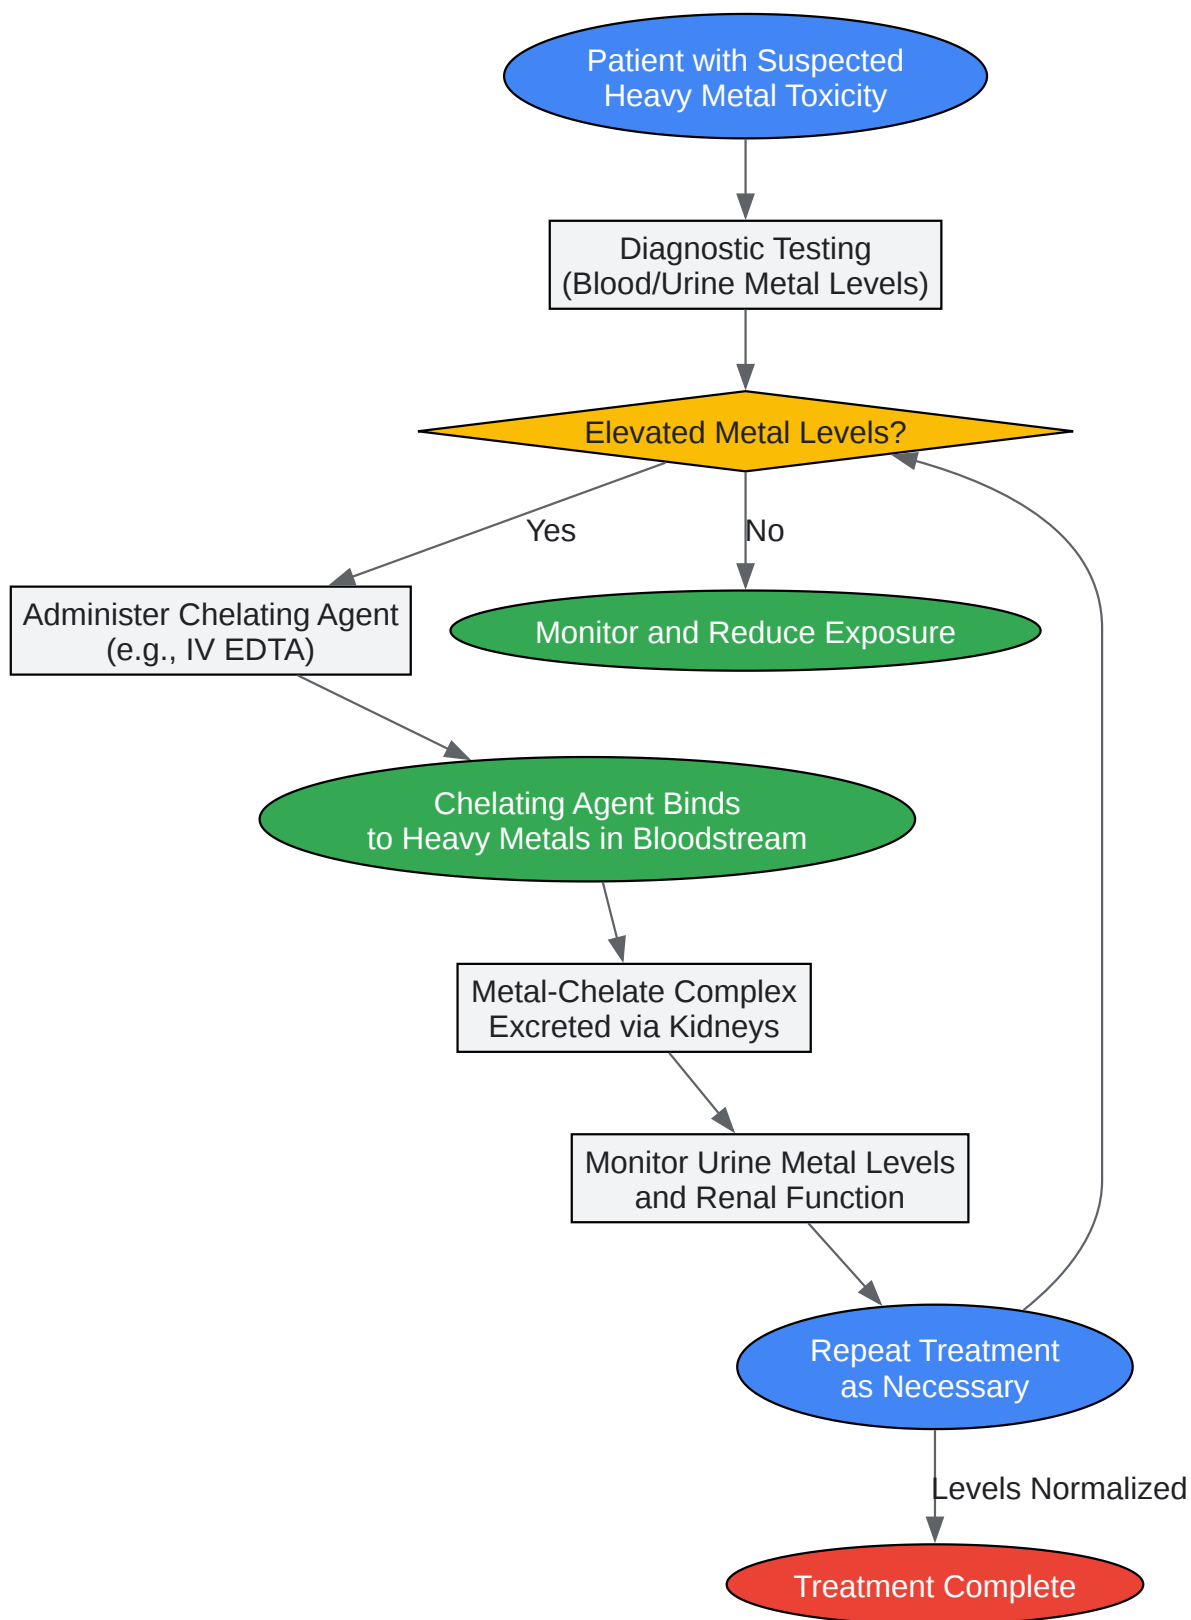 Patient with Suspected
Heavy Metal Toxicity
Diagnostic Testing
(Blood/Urine Metal Levels)
Elevated Metal Levels?
Yes
No
Administer Chelating Agent
(e.g., IV EDTA)
Monitor and Reduce Exposure
Chelating Agent Binds
to Heavy Metals in Bloodstream
Metal-Chelate Complex
Excreted via Kidneys
Monitor Urine Metal Levels
and Renal Function
Repeat Treatment
as Necessary
Levels Normalized
Treatment Complete